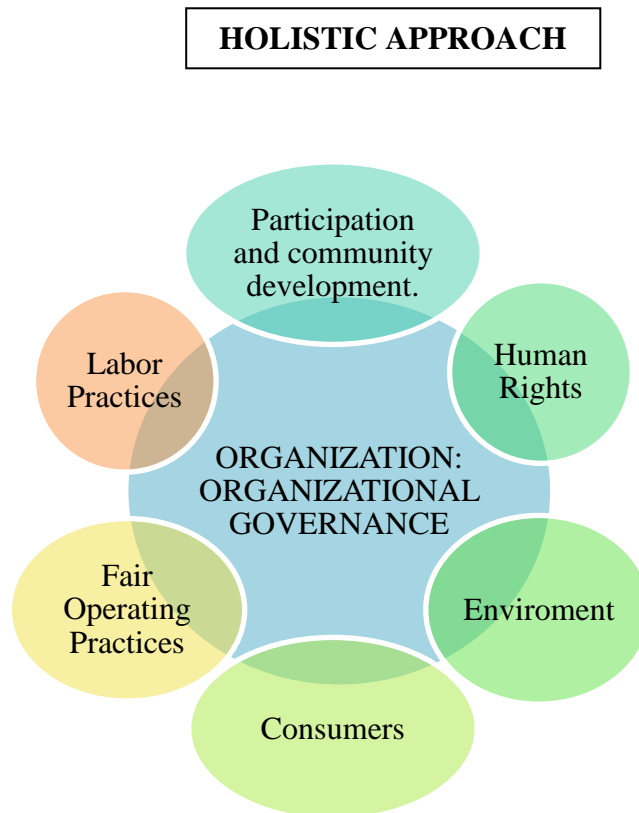 HOLISTIC APPROACH
Participation
and community
development.
Human
Rights
Labor
Practices
ORGANIZATION:
ORGANIZATIONAL
GOVERNANCE
Fair
Operating
Practices
Enviroment
Consumers